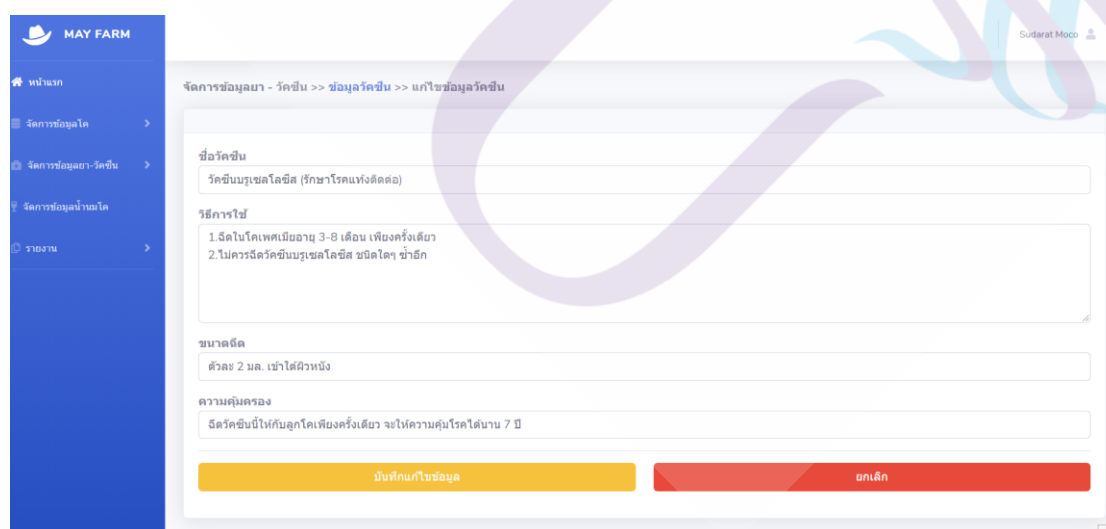 MAY FARM
Sudarat Moco
หน้าแรก
จัดการข้อมูลโค
จัดการข้อมูลยา-วัคซีน
จัดการข้อมูลน้ำนมโค
รายงาน
จัดการข้อมูลยา - วัคซีน >> ข้อมูลวัคซีน >> แก้ไขข้อมูลวัคซีน
ชื่อวัคซีน
วัคซีนบรูเซลโลซีส (รักษาโรคแท้งติดต่อ)
วิธีการใช้
1.ฉีดในโคเพศเมียอายุ 3-8 เดือน เพียงครั้งเดียว
2.ไม่ควรฉีดวัคซีนบรูเซลโลซีส ชนิดใดๆ ซ้ำอีก
ขนาดฉีด
ตัวละ 2 มล. เข้าใต้ผิวหนัง
ความคุ้มครอง
ฉีดวัคซีนนี้ให้กับลูกโคเพียงครั้งเดียว จะให้ความคุ้มโรคได้นาน 7 ปี
บันทึกแก้ไขข้อมูล
ยกเลิก